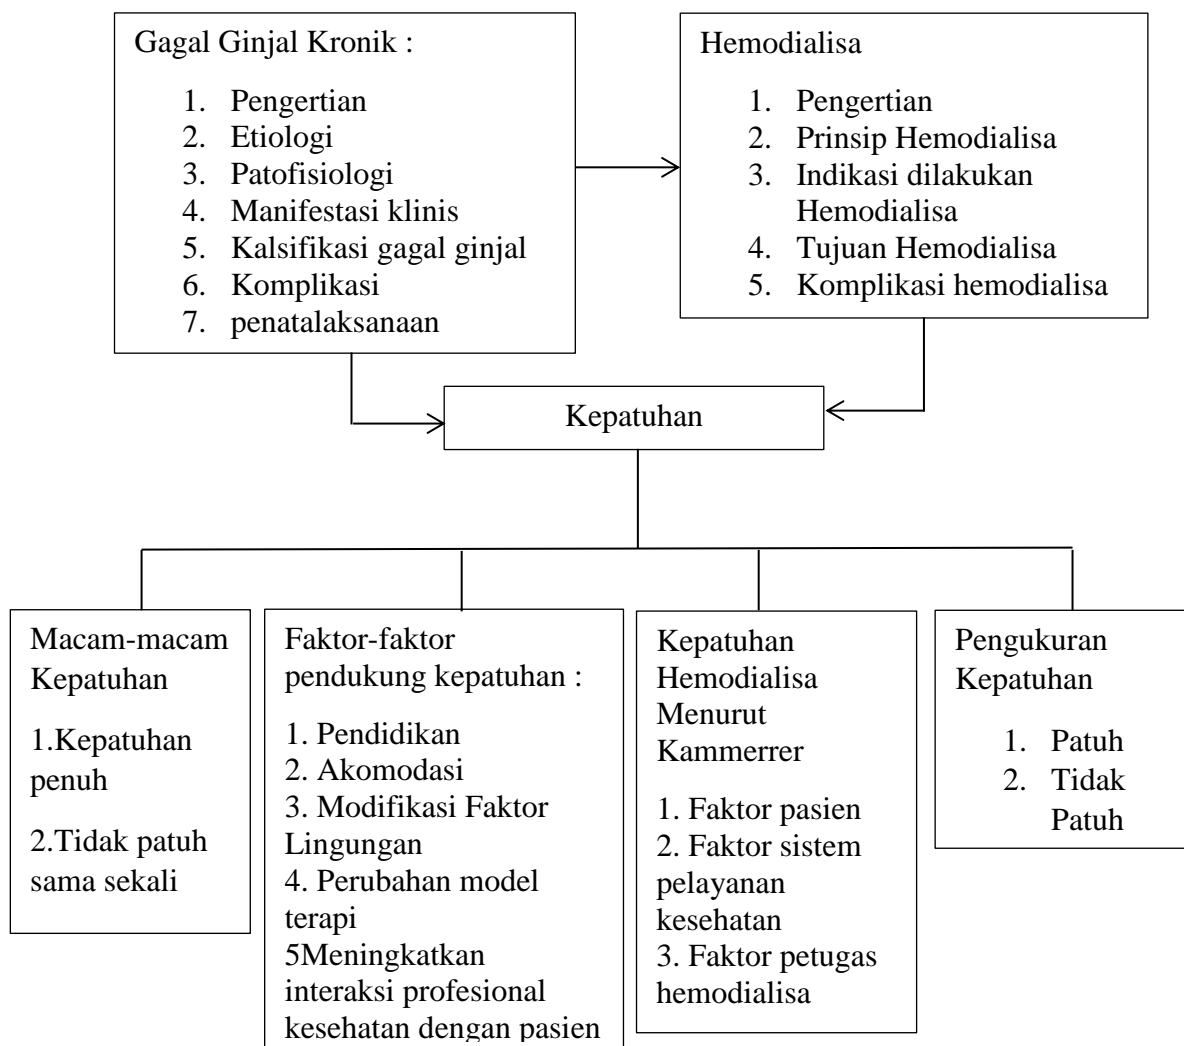 Gagal Ginjal Kronik :
1. Pengertian
2. Etiologi
3. Patofisiologi
4. Manifestasi klinis
5. Kalsifikasi gagal ginjal
6. Komplikasi
7. penatalaksanaan
Hemodialisa
1. Pengertian
2. Prinsip Hemodialisa
3. Indikasi dilakukan
Hemodialisa
4. Tujuan Hemodialisa
5. Komplikasi hemodialisa
Kepatuhan
Macam-macam
Kepatuhan
1.Kepatuhan
penuh
2.Tidak patuh
sama sekali
Faktor-faktor
pendukung kepatuhan :
1. Pendidikan
2. Akomodasi
3. Modifikasi Faktor
Lingungan
4. Perubahan model
terapi
5Meningkatkan
interaksi profesional
kesehatan dengan pasien
Kepatuhan
Hemodialisa
Menurut
Kammerrer
1. Faktor pasien
2. Faktor sistem
pelayanan
kesehatan
3. Faktor petugas
hemodialisa
Pengukuran
Kepatuhan
1. Patuh
2. Tidak
Patuh